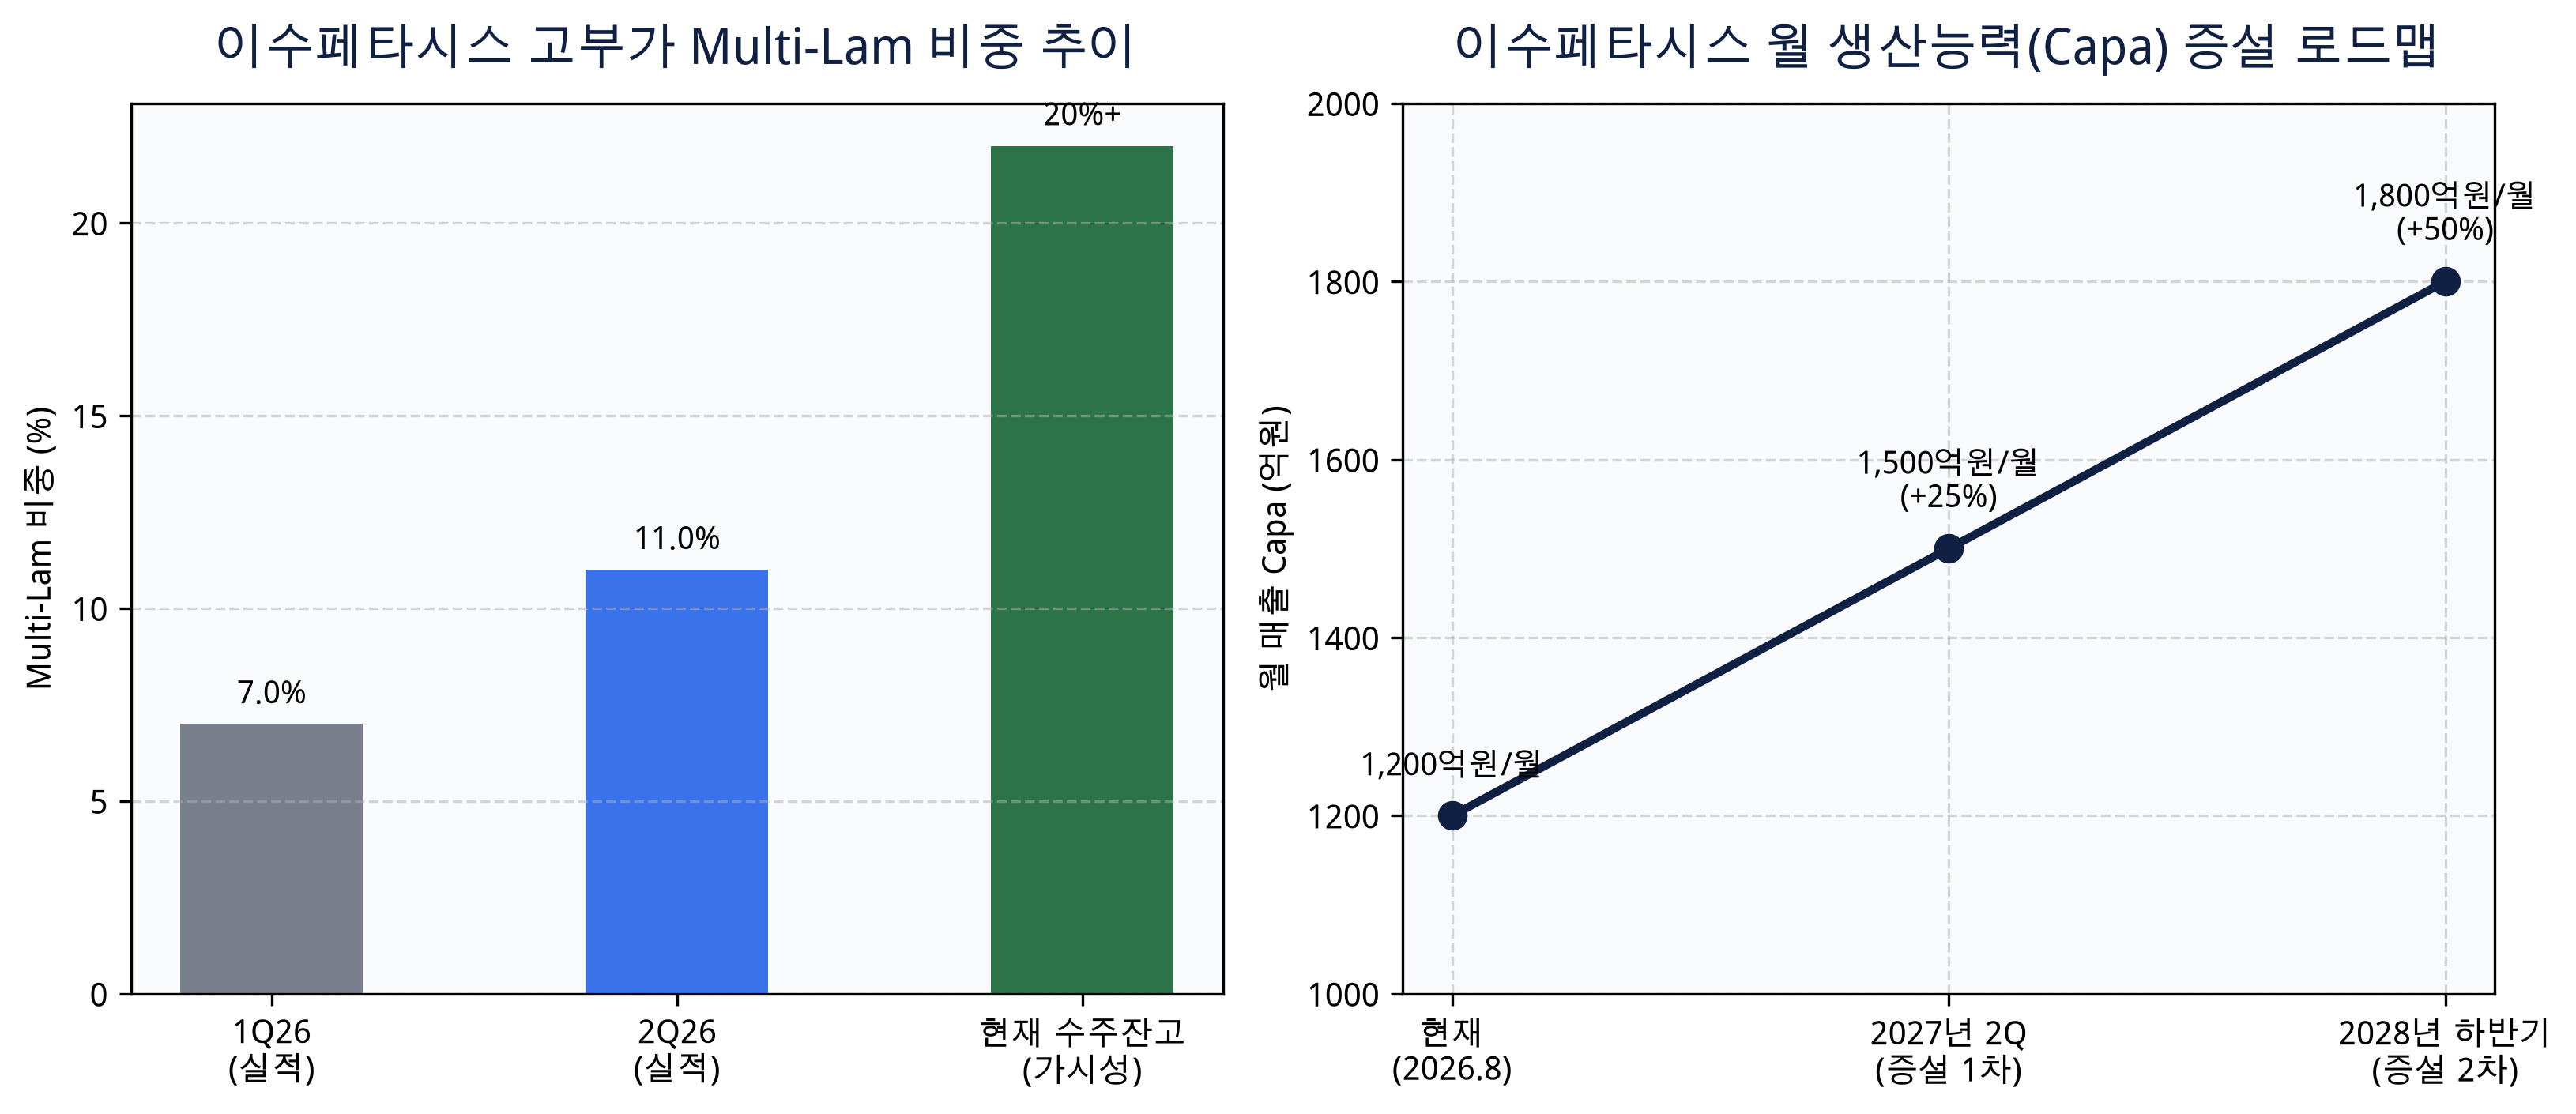 이수페타시스 고부가 Multi-Lam 비중 추이
Multi-Lam 비중 (%)
20
15
10
5
0
7.0%
11.0%
20%+
1Q26
(실적)
2Q26
(실적)
현재 수주잔고
(가시성)
이수페타시스 월 생산능력(Capa) 증설 로드맵
월 매출 Capa (억원)
2000
1800
1600
1400
1200
1000
1,200억원/월
1,500억원/월
(+25%)
1,800억원/월
(+50%)
현재
(2026.8)
2027년 2Q
(증설 1차)
2028년 하반기
(증설 2차)